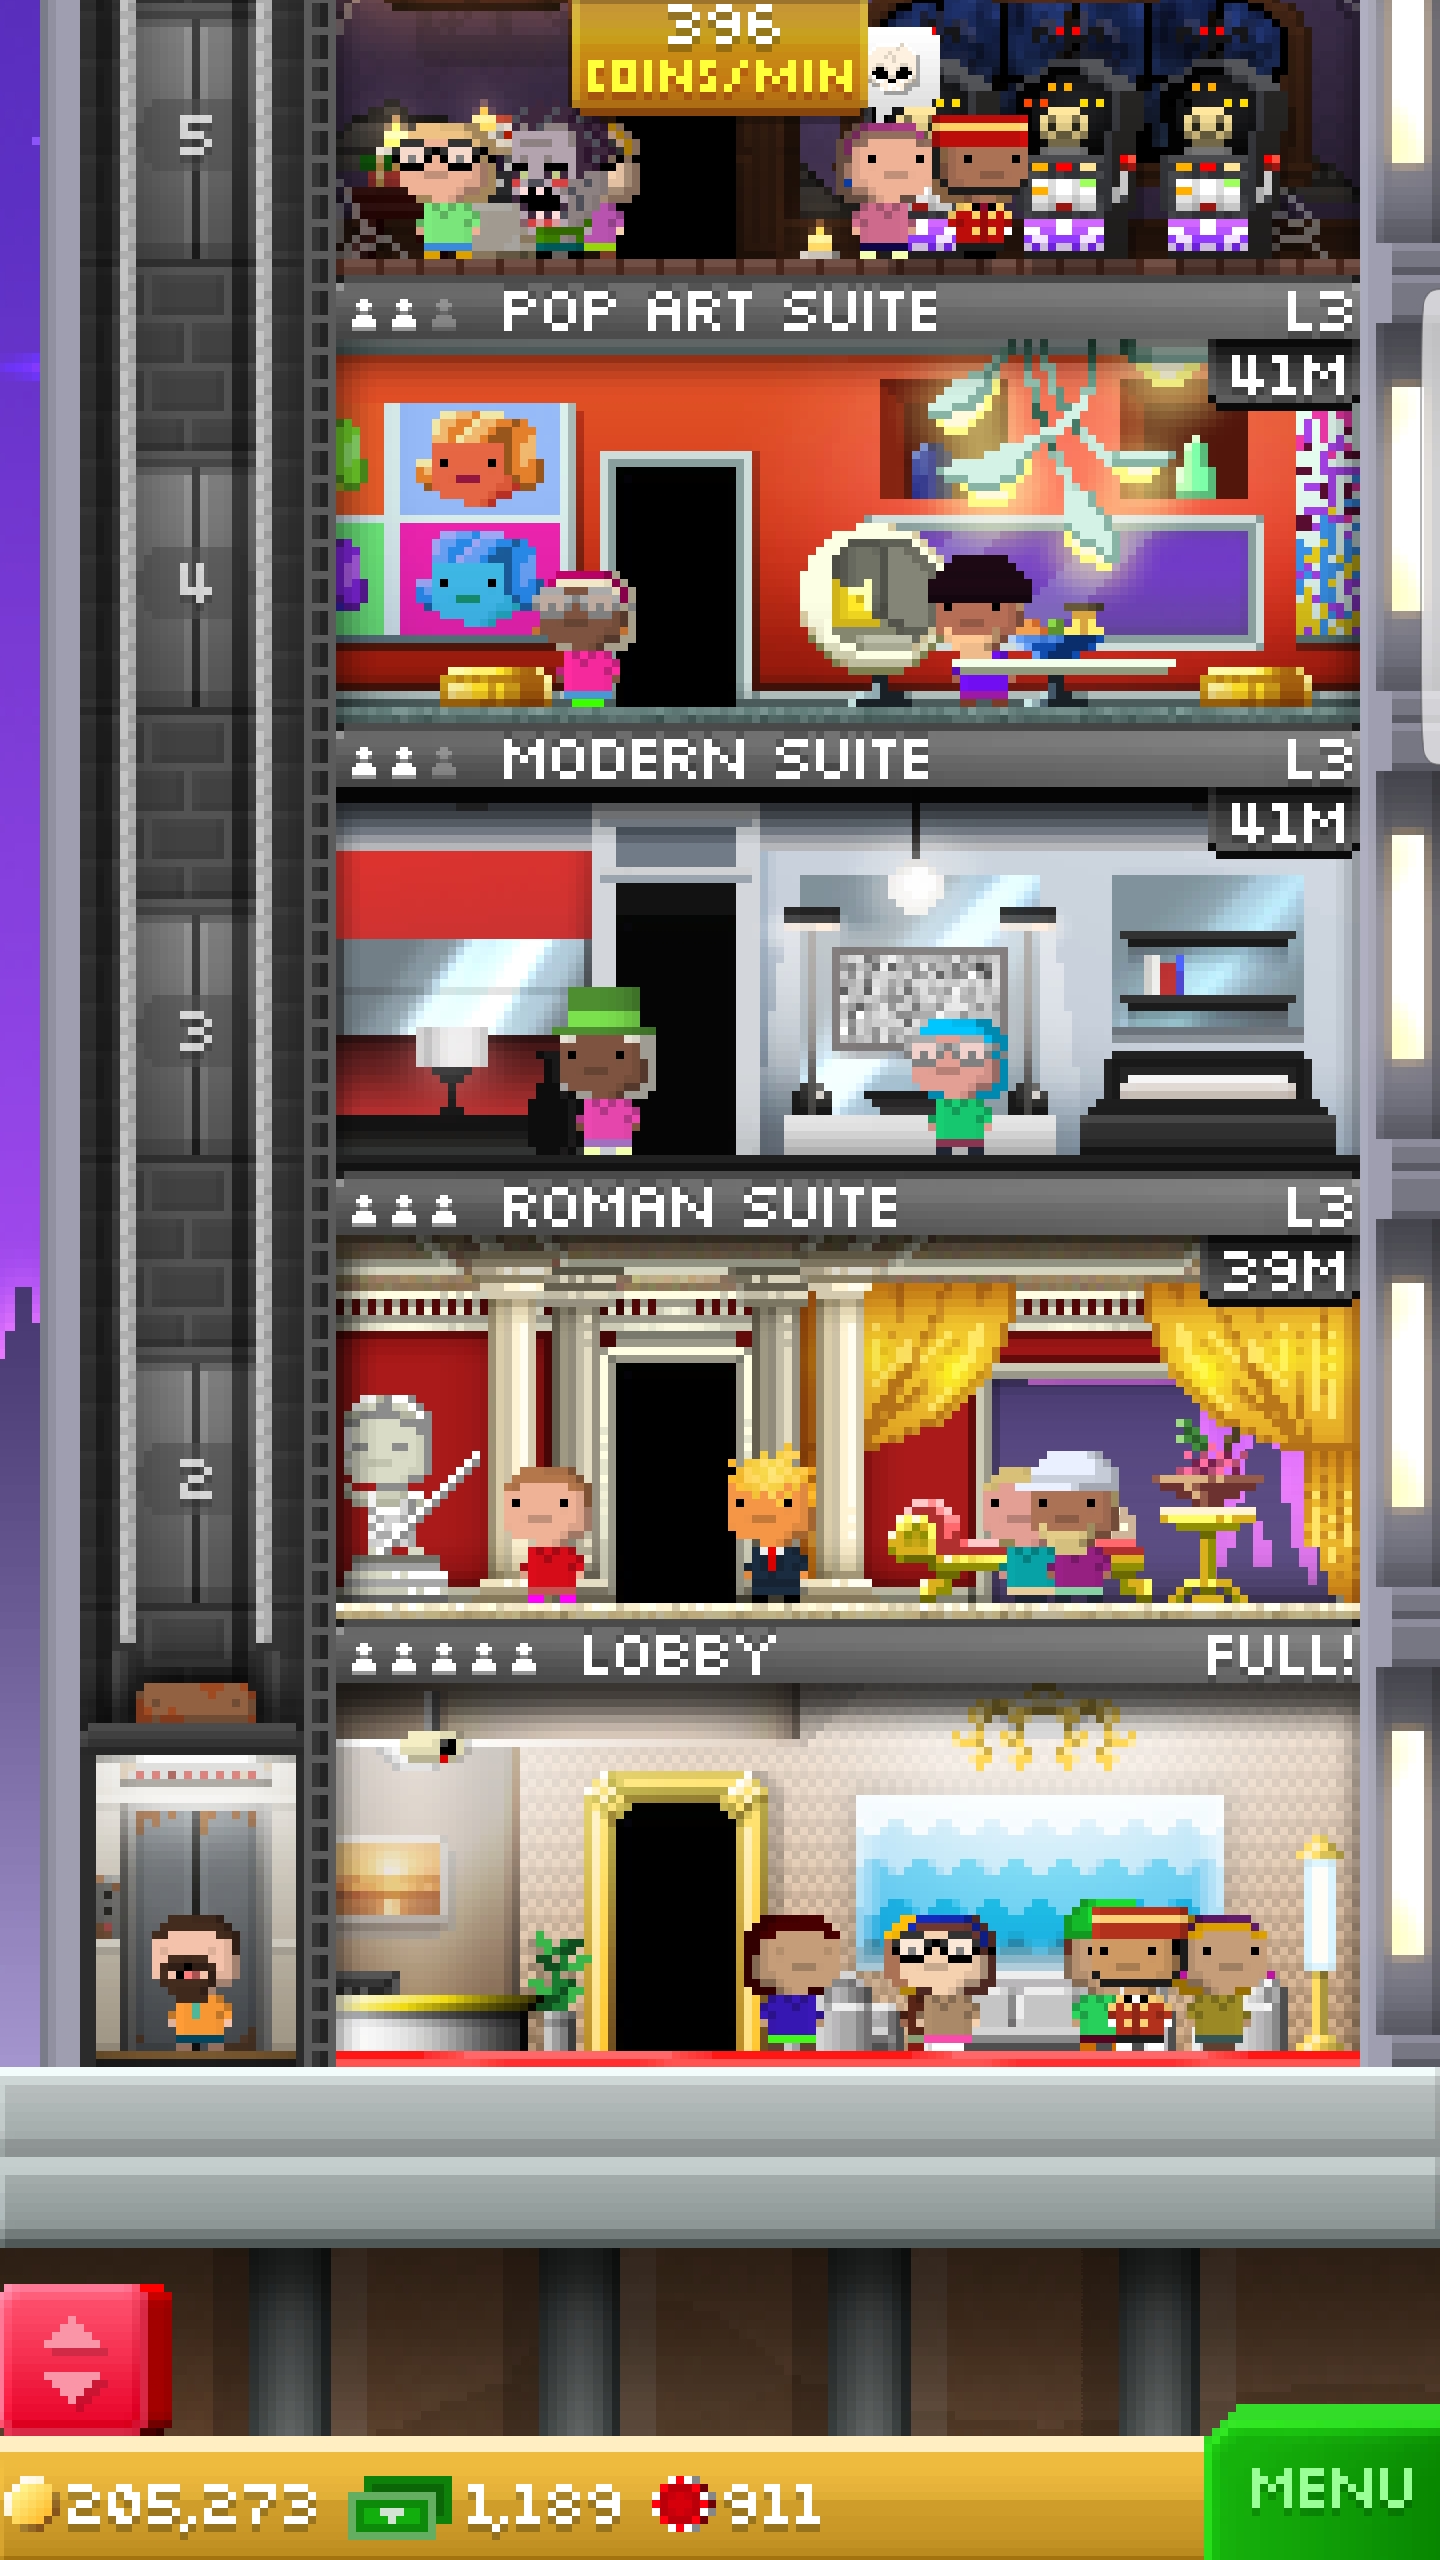 396
COINS/MIN
5
POP ART SUITE L3
41M
4
MODERN SUITE L3
41M
3
ROMAN SUITE L3
39M
2
LOBBY FULL!
205,273 1,189 911
MENU